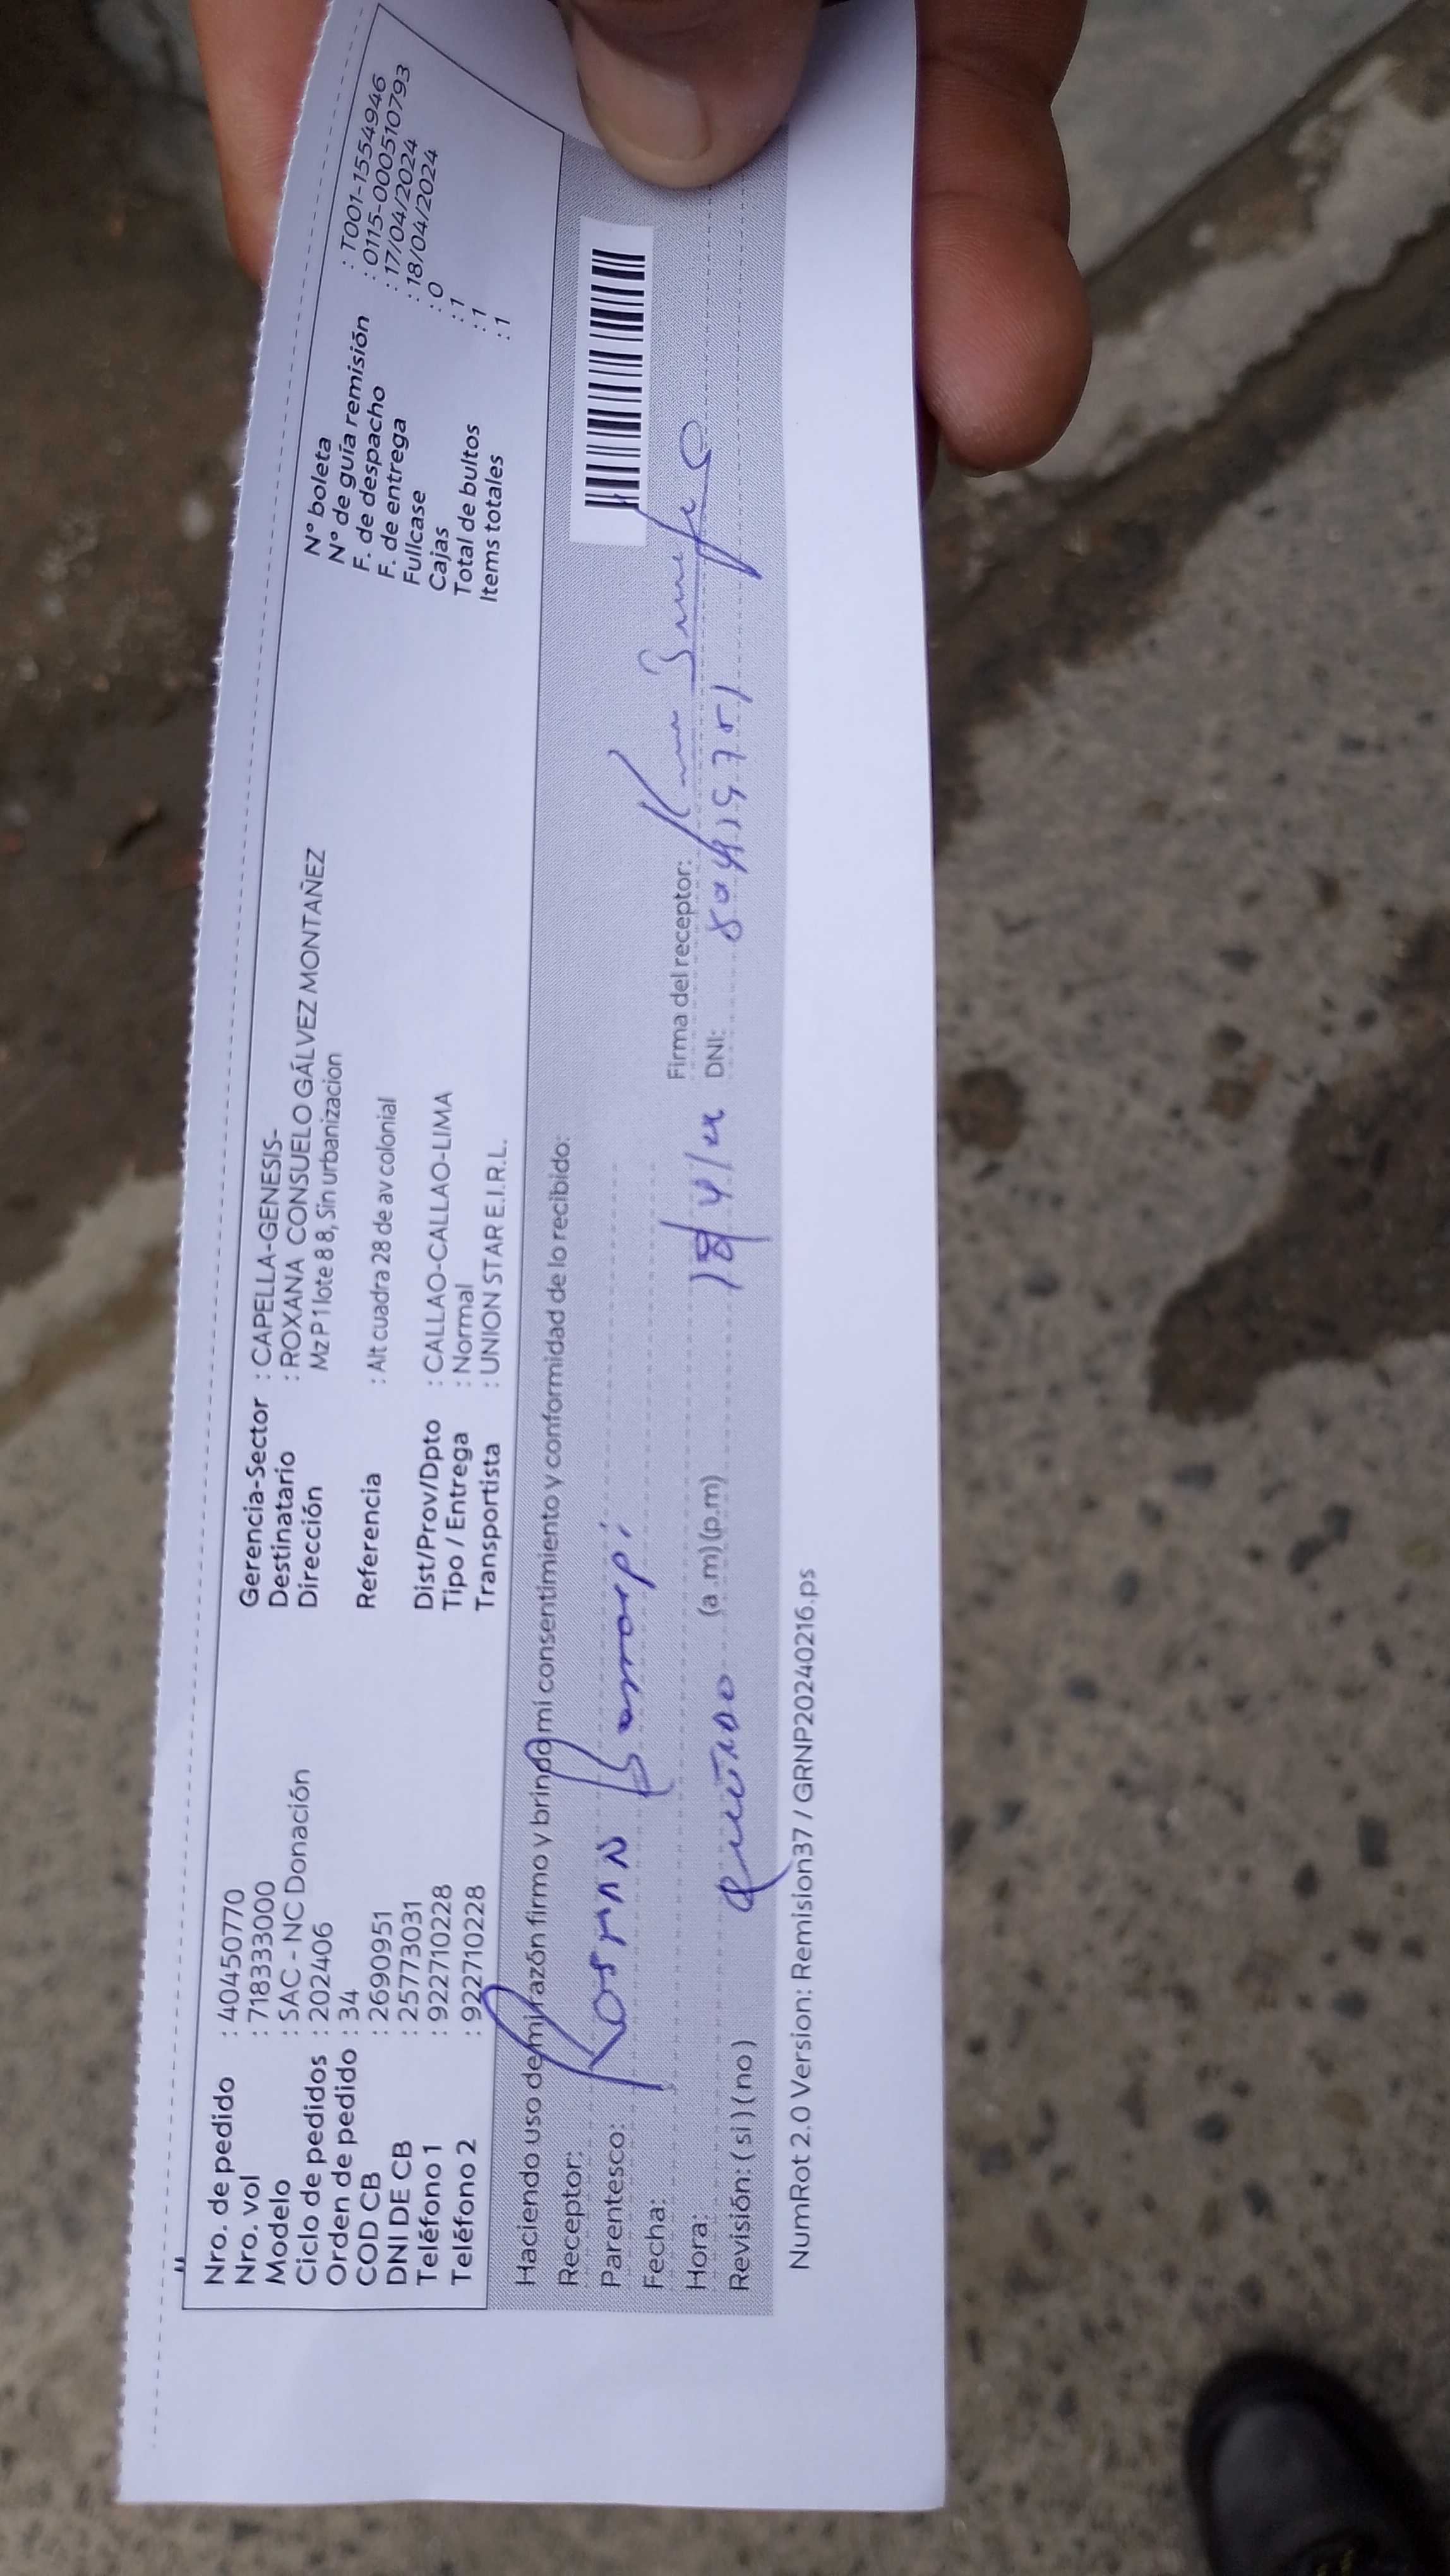 Nro. de pedido : 40450770
Nro. vol : 718333000
Modelo : SAC - NC Donación
Ciclo de pedidos : 202406
Orden de pedido : 34
COD CB : 2690951
DNI DE CB : 25773031
Teléfono 1 : 922710228
Teléfono 2 : 922710228
Gerencia-Sector : CAPELLA-GENESIS-
Destinatario : ROXANA CONSUELO GÁLVEZ MONTAÑEZ
Dirección Mz P 1 lote 8 8, Sin urbanizacion
Referencia : Alt cuadra 28 de av colonial
Dist/Prov/Dpto : CALLAO-CALLAO-LIMA
Tipo / Entrega : Normal
Transportista : UNION STAR E.I.R.L.
N° boleta : T001-1554946
N° de guía remisión : 0115-000510793
F. de despacho : 17/04/2024
F. de entrega : 18/04/2024
Fullcase : 0
Cajas : 1
Total de bultos : 1
Items totales : 1
Haciendo uso de mi razón firmo y brindo mi consentimiento y conformidad de lo recibido:
Receptor:
Parentesco:
Fecha:
Hora: (a .m) (p.m)
Revisión: ( si ) ( no )
Firma del receptor:
DNI:
NumRot 2.0 Version: Remision37 / GRNP20240216.ps